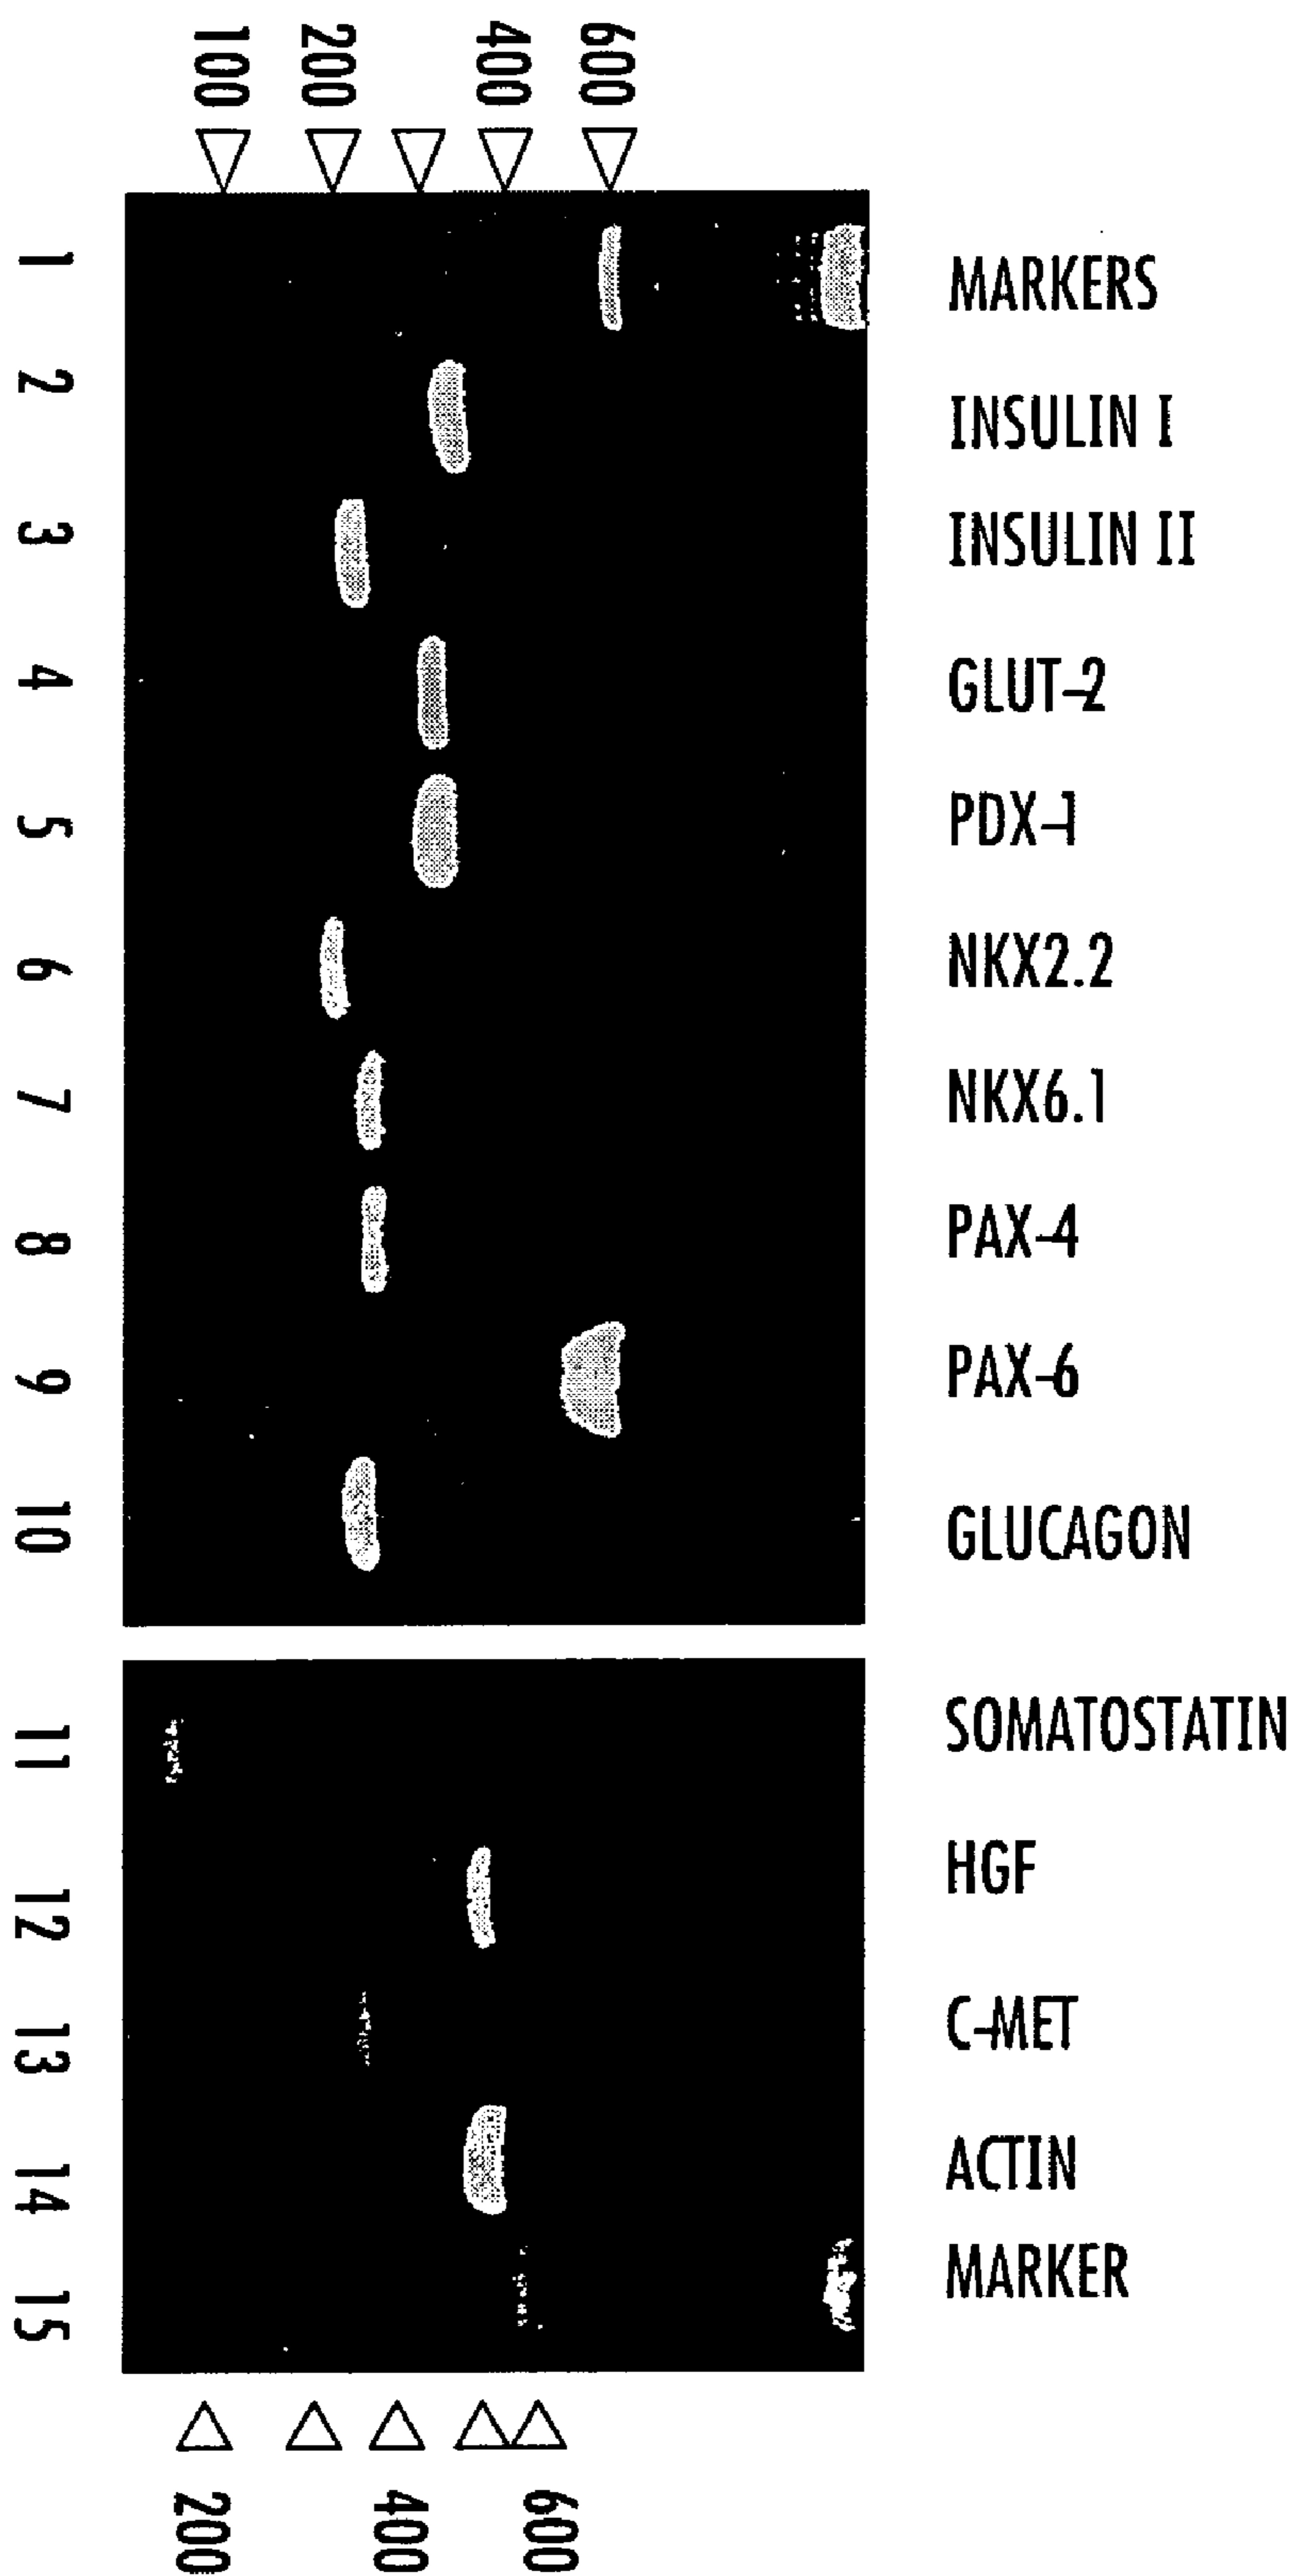 MARKERS
INSULIN I
INSULIN II
GLUT-2
PDX-1
NKX2.2
NKX6.1
PAX-4
PAX-6
GLUCAGON
SOMATOSTATIN
HGF
C-MET
ACTIN
MARKER
600
400
200
100
600
400
200
1
2
3
4
5
6
7
8
9
10
11
12
13
14
15